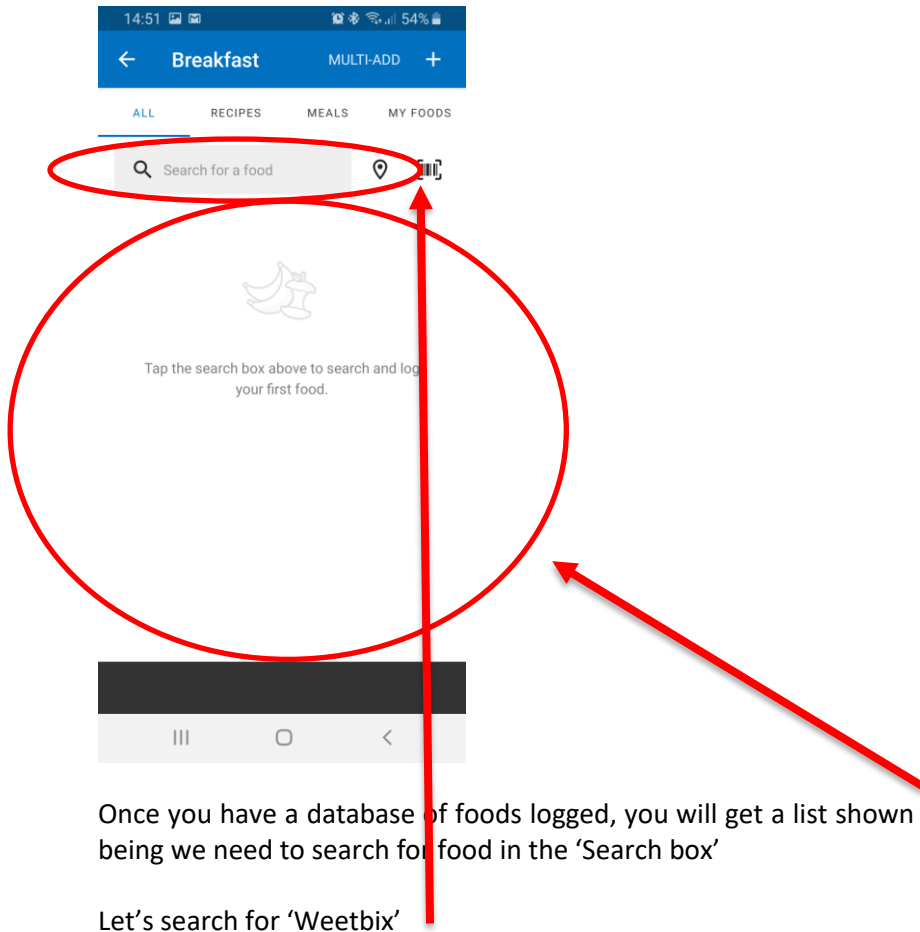 14:51 54%
Breakfast MULTI-ADD +
ALL RECIPES MEALS MY FOODS
Search for a food
Tap the search box above to search and log
your first food.
Once you have a database of foods logged, you will get a list shown
being we need to search for food in the ‘Search box’
Let’s search for ‘Weetbix’